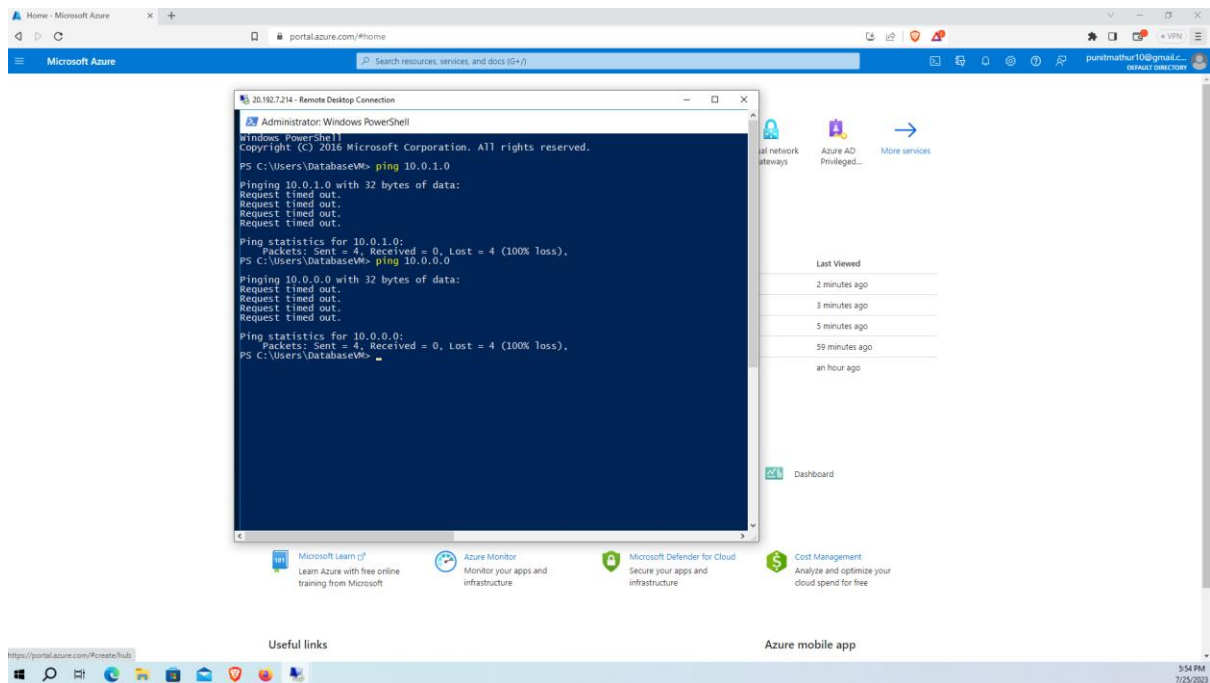 Home - Microsoft Azure
portal.azure.com/#home
VPN
Microsoft Azure
Search resources, services, and docs (G+/)
punitmathur10@gmail.c...
DEFAULT DIRECTORY
20.192.7.214 - Remote Desktop Connection
Administrator: Windows PowerShell
Windows PowerShell
Copyright (C) 2016 Microsoft Corporation. All rights reserved.
PS C:\Users\DatabaseVM> ping 10.0.1.0
Pinging 10.0.1.0 with 32 bytes of data:
Request timed out.
Request timed out.
Request timed out.
Request timed out.
Ping statistics for 10.0.1.0:
Packets: Sent = 4, Received = 0, Lost = 4 (100% loss),
PS C:\Users\DatabaseVM> ping 10.0.0.0
Pinging 10.0.0.0 with 32 bytes of data:
Request timed out.
Request timed out.
Request timed out.
Request timed out.
Ping statistics for 10.0.0.0:
Packets: Sent = 4, Received = 0, Lost = 4 (100% loss),
PS C:\Users\DatabaseVM>
ual network
ateways
Azure AD
Privileged...
More services
Last Viewed
2 minutes ago
3 minutes ago
5 minutes ago
59 minutes ago
an hour ago
Dashboard
101
Microsoft Learn
Learn Azure with free online
training from Microsoft
Azure Monitor
Monitor your apps and
infrastructure
Microsoft Defender for Cloud
Secure your apps and
infrastructure
Cost Management
Analyze and optimize your
cloud spend for free
Useful links
Azure mobile app
https://portal.azure.com/#create/hub
5:54 PM
7/25/2023